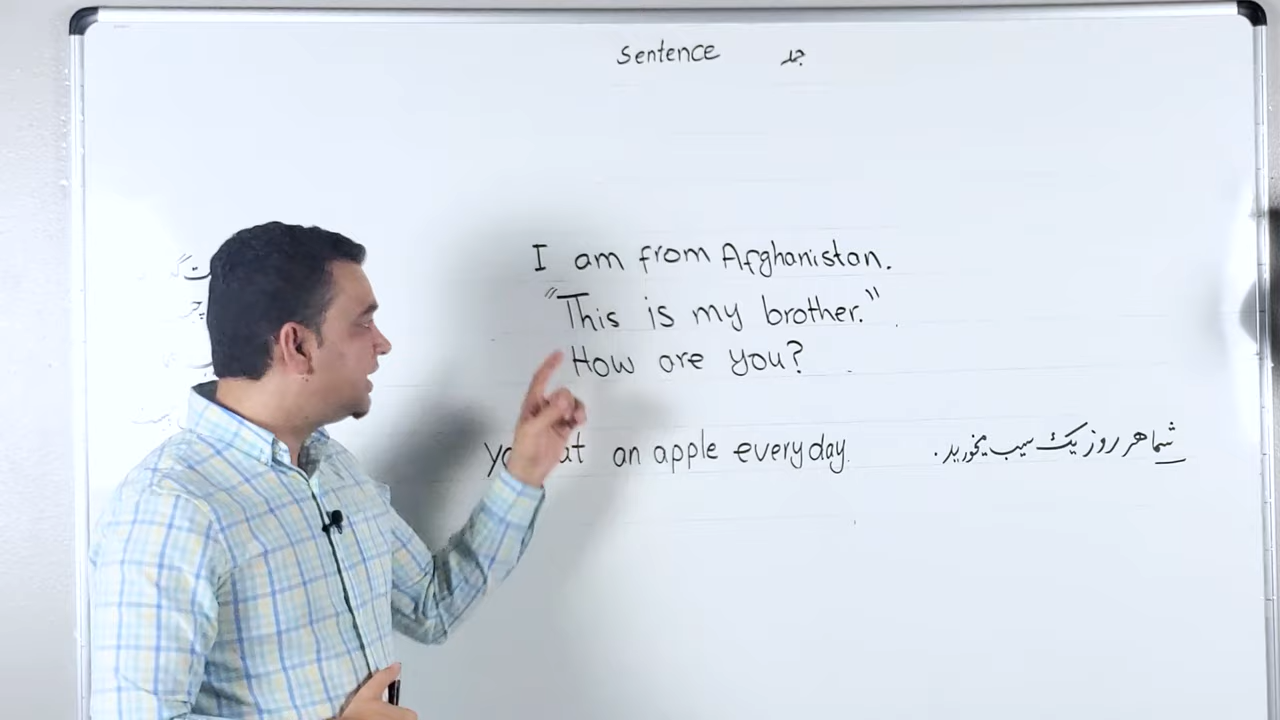 Sentence جمله
I am from Afghanistan.
"This is my brother."
How are you?
an apple everyday. شما هر روز یک سیب میخورید.